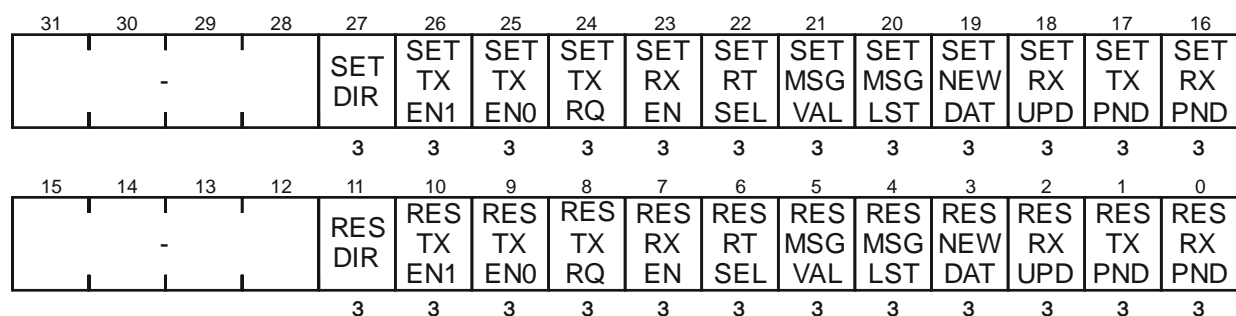 31 30 29 28 27 26 25 24 23 22 21 20 19 18 17 16
- SET DIR SET TX EN1 SET TX EN0 SET TX RQ SET RX EN SET RT SEL SET MSG VAL SET MSG LST SET NEW DAT SET RX UPD SET TX PND SET RX PND
3 3 3 3 3 3 3 3 3 3 3 3
15 14 13 12 11 10 9 8 7 6 5 4 3 2 1 0
- RES DIR RES TX EN1 RES TX EN0 RES TX RQ RES RX EN RES RT SEL RES MSG VAL RES MSG LST RES NEW DAT RES RX UPD RES TX PND RES RX PND
3 3 3 3 3 3 3 3 3 3 3 3